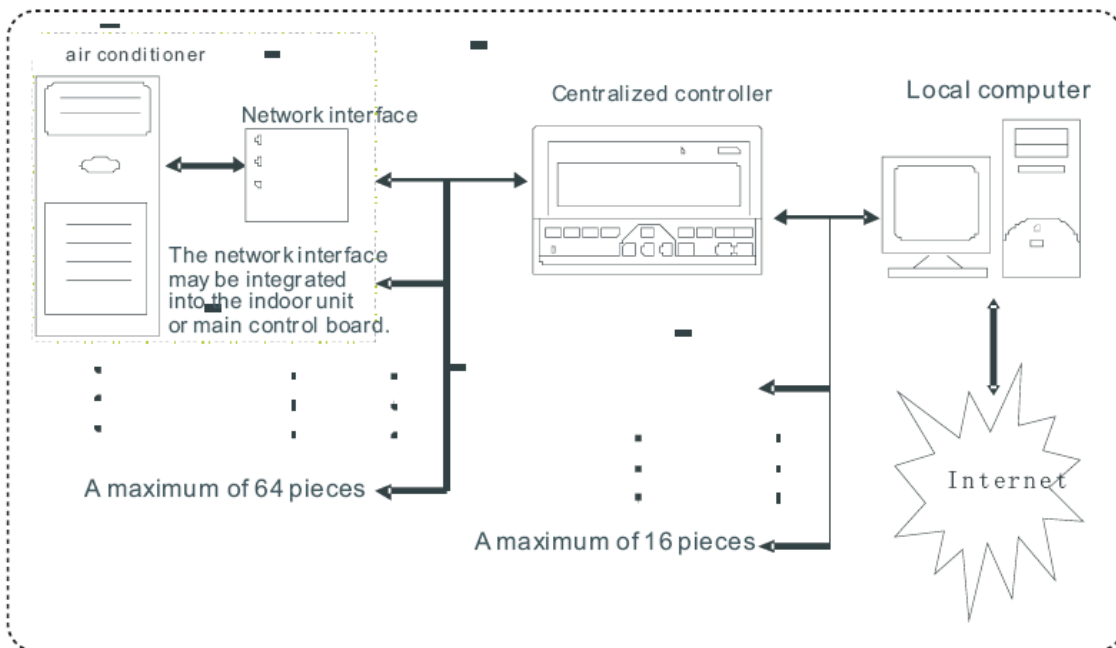 air conditioner
Network interface
Centralized controller
Local computer
The network interface
may be integrated
into the indoor unit
or main control board.
A maximum of 64 pieces
A maximum of 16 pieces
Internet